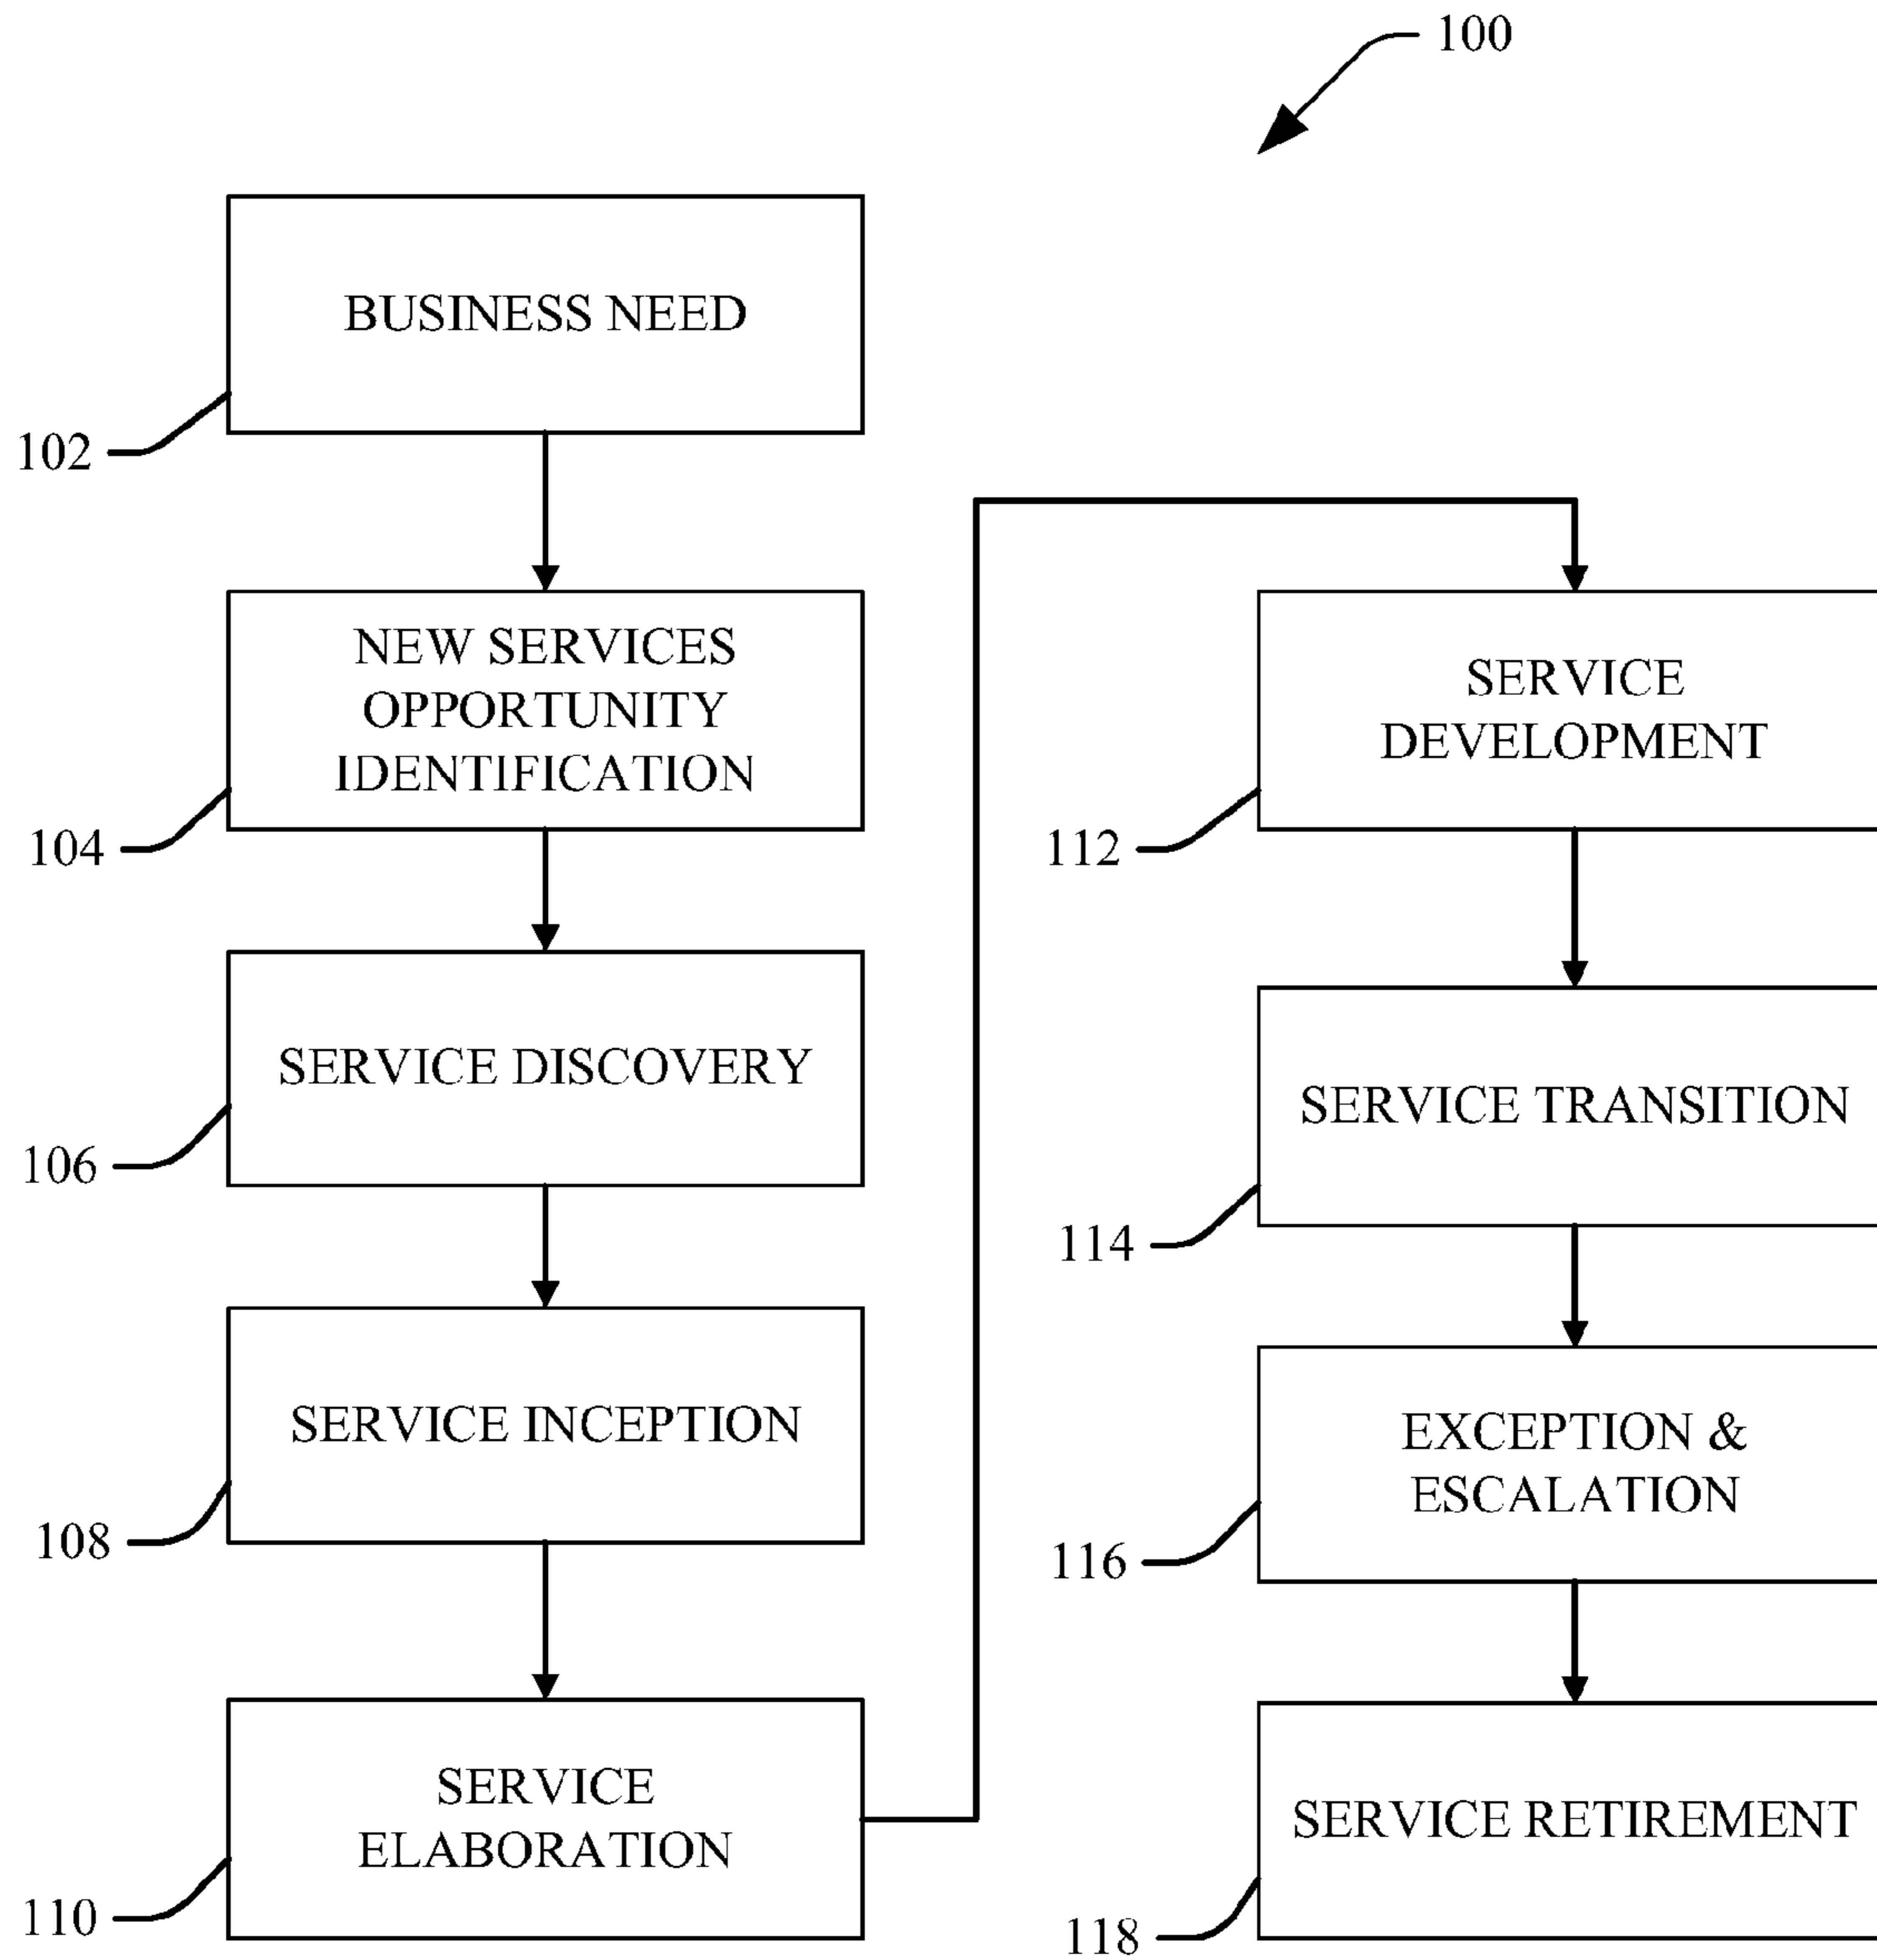 100
BUSINESS NEED
102
NEW SERVICES
OPPORTUNITY
IDENTIFICATION
104
SERVICE DISCOVERY
106
SERVICE INCEPTION
108
SERVICE
ELABORATION
110
SERVICE
DEVELOPMENT
112
SERVICE TRANSITION
114
EXCEPTION &
ESCALATION
116
SERVICE RETIREMENT
118